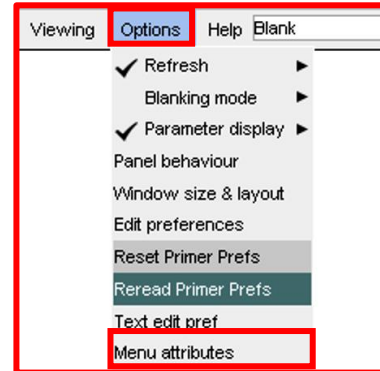 Viewing Options Help Blank
Refresh
Blanking mode
Parameter display
Panel behaviour
Window size & layout
Edit preferences
Reset Primer Prefs
Reread Primer Prefs
Text edit pref
Menu attributes